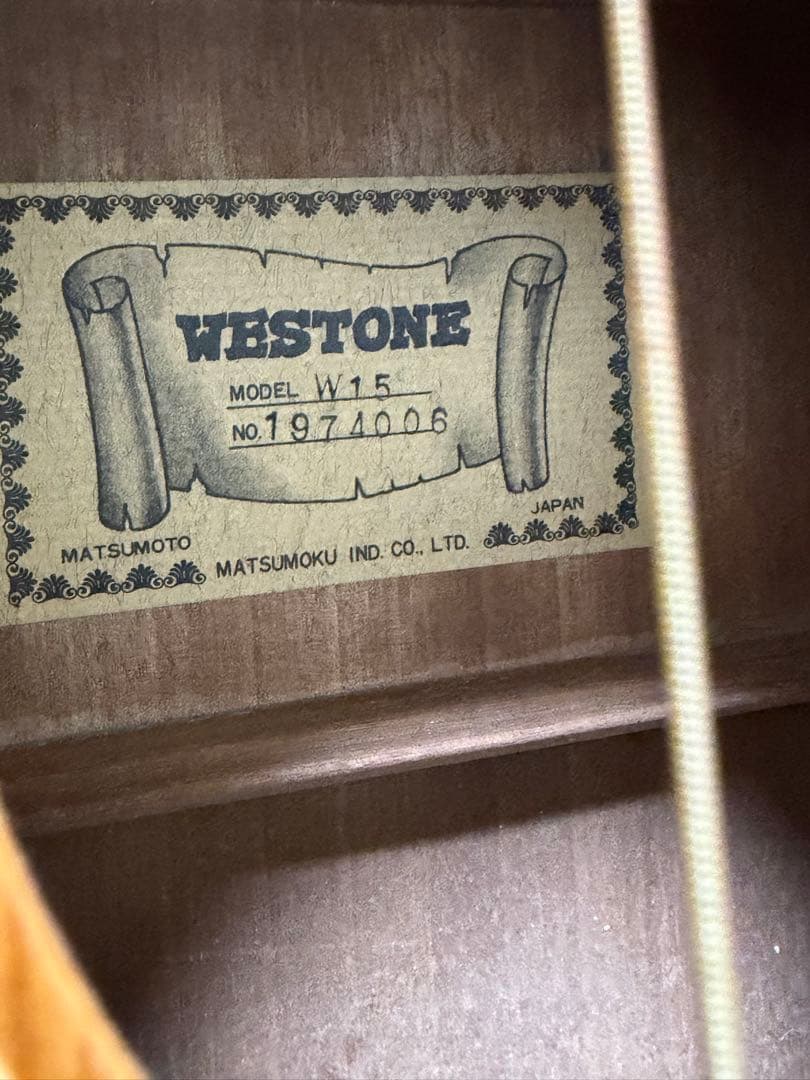 WESTONE
MODEL W15
NO. 1974006
MATSUMOTO
MATSUMOKU IND. CO., LTD.
JAPAN